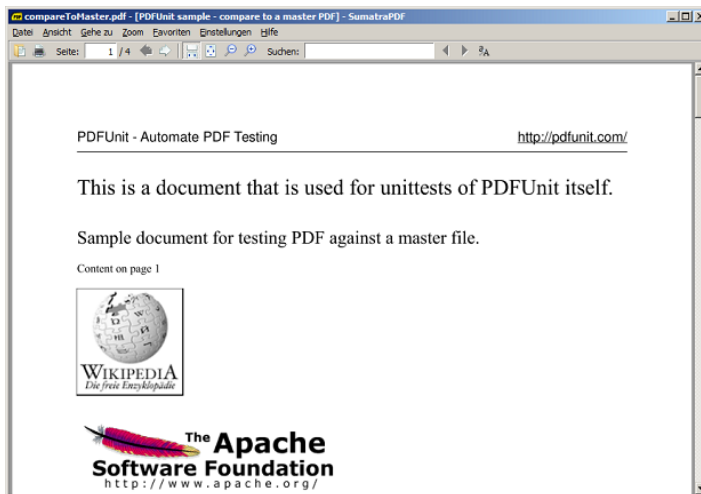 compareToMaster.pdf - [PDFUnit sample - compare to a master PDF] - SumatraPDF
Datei Ansicht Gehe zu Zoom Favoriten Einstellungen Hilfe
Seite: 1 / 4 Suchen:
PDFUnit - Automate PDF Testing http://pdfunit.com/
This is a document that is used for unittests of PDFUnit itself.
Sample document for testing PDF against a master file.
Content on page 1
WIKIPEDIA
Die freie Enzyklopädie
The Apache
Software Foundation
http://www.apache.org/